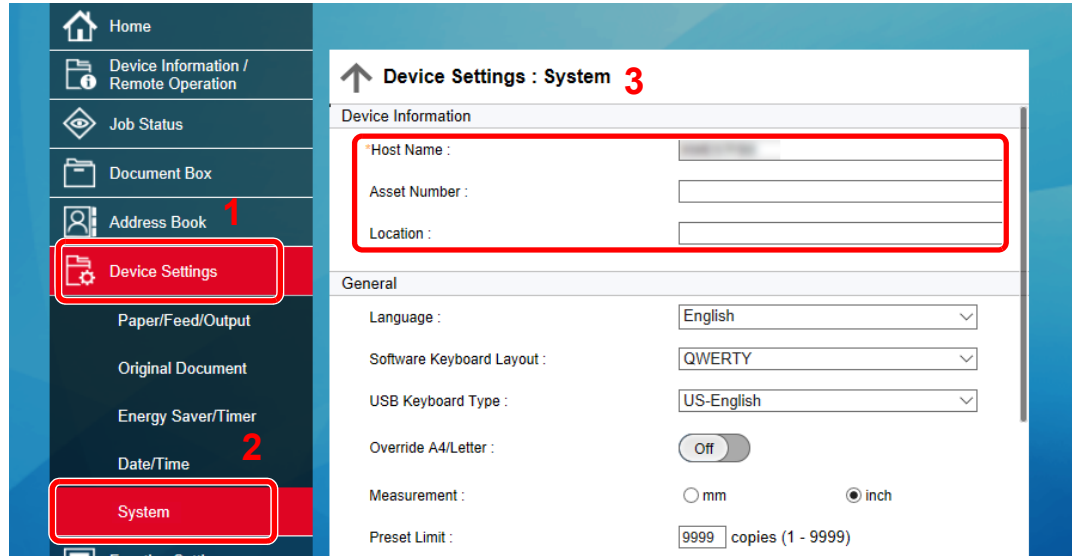 Home
Device Information /
Remote Operation
Job Status
Document Box
Address Book
1
Device Settings
Paper/Feed/Output
Original Document
Energy Saver/Timer
Date/Time
2
System
Device Settings : System
3
Device Information
*Host Name :
Asset Number :
Location :
General
Language : English
Software Keyboard Layout : QWERTY
USB Keyboard Type : US-English
Override A4/Letter : Off
Measurement : mm inch
Preset Limit : 9999 copies (1 - 9999)